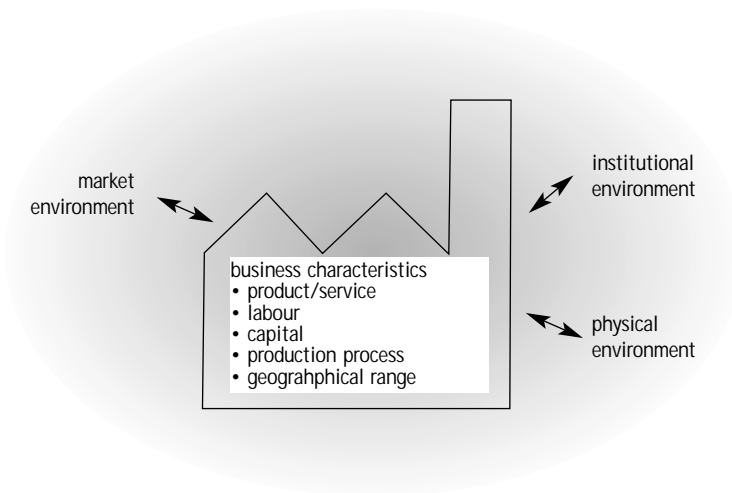 market
environment
institutional
environment
business characteristics
• product/service
• labour
• capital
• production process
• geograhphical range
physical
environment